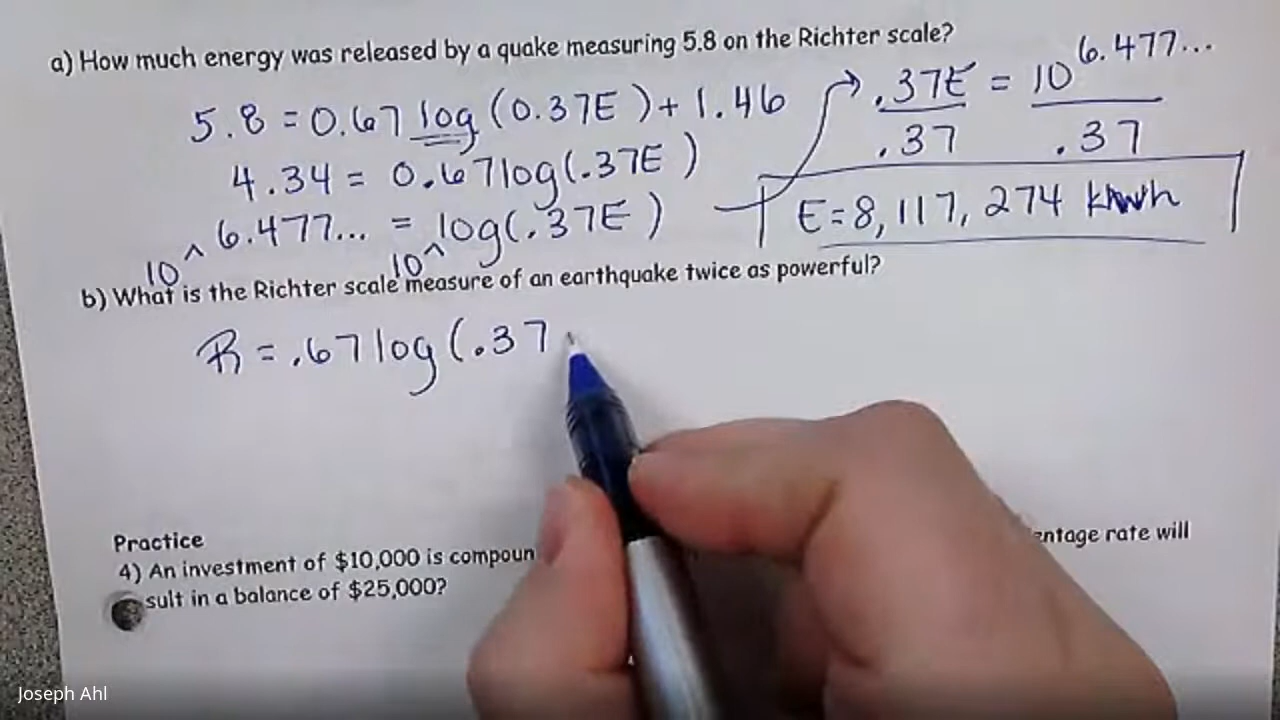 a) How much energy was released by a quake measuring 5.8 on the Richter scale?
5.8 = 0.67 log (0.37E) + 1.46
4.34 = 0.67 log(.37E)
10^6.477... = 10^log(.37E)
.37E = 10^6.477...
.37 .37
E = 8,117,274 kwh
b) What is the Richter scale measure of an earthquake twice as powerful?
R = .67 log (.37
Practice
4) An investment of $10,000 is compoun entage rate will
sult in a balance of $25,000?
Joseph Ahl